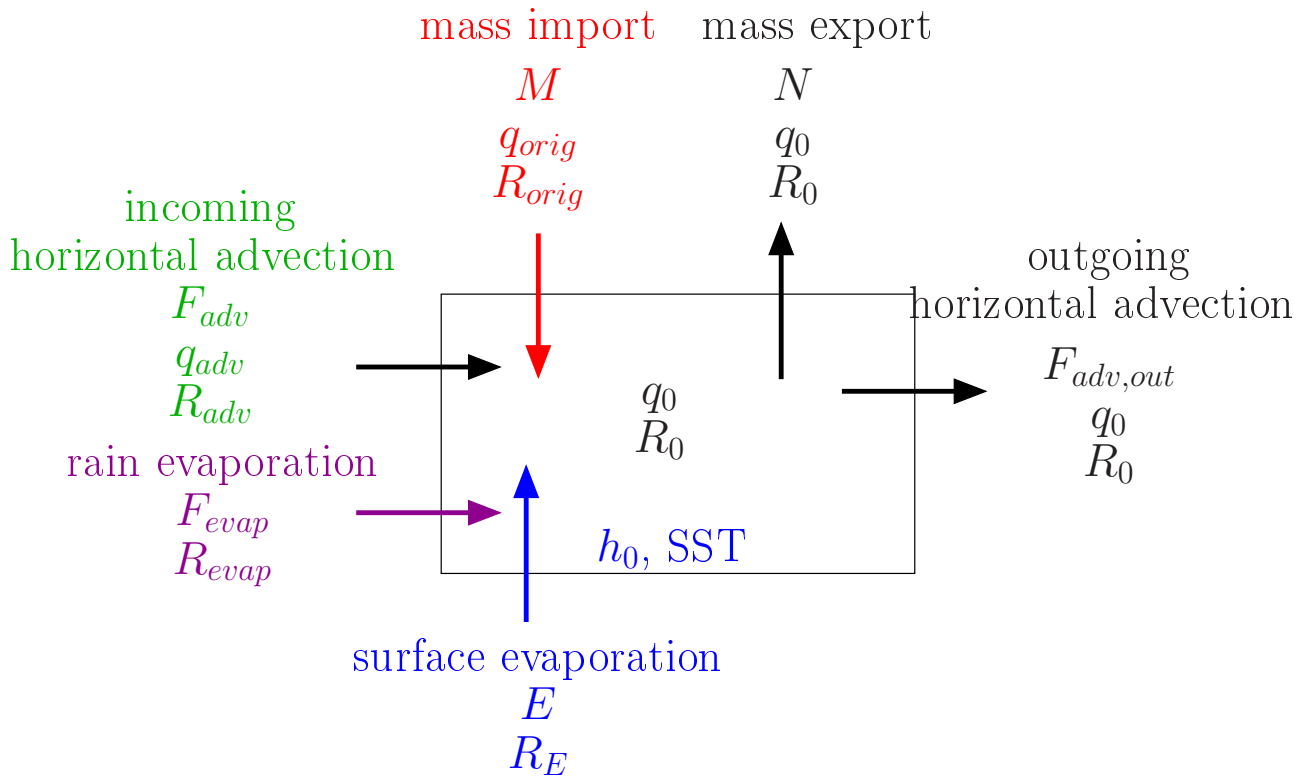 mass import
M
q_orig
R_orig
mass export
N
q_0
R_0
incoming
horizontal advection
F_adv
q_adv
R_adv
rain evaporation
F_evap
R_evap
q_0
R_0
h_0, SST
outgoing
horizontal advection
F_adv,out
q_0
R_0
surface evaporation
E
R_E